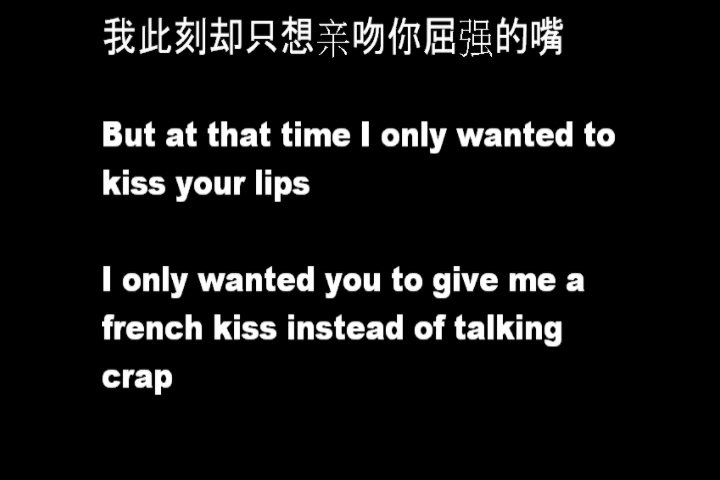 我此刻却只想亲吻你屈强的嘴
But at that time I only wanted to
kiss your lips
I only wanted you to give me a
french kiss instead of talking
crap